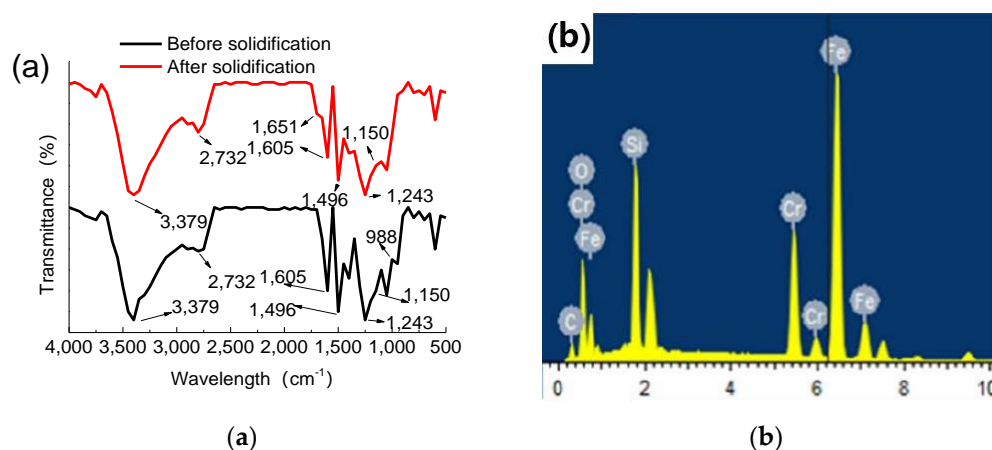 (a)
Before solidification
After solidification
Transmittance (%)
1,651
1,150
2,732
1,605
3,379
1,496
1,243
988
2,732
1,605
1,150
3,379
1,496
1,243
4,000 3,500 3,000 2,500 2,000 1,500 1,000 500
Wavelength (cm⁻¹)
(a)
(b)
Fe
O
Si
Cr
Cr
Fe
C
Cr
Fe
0 2 4 6 8 10
(b)